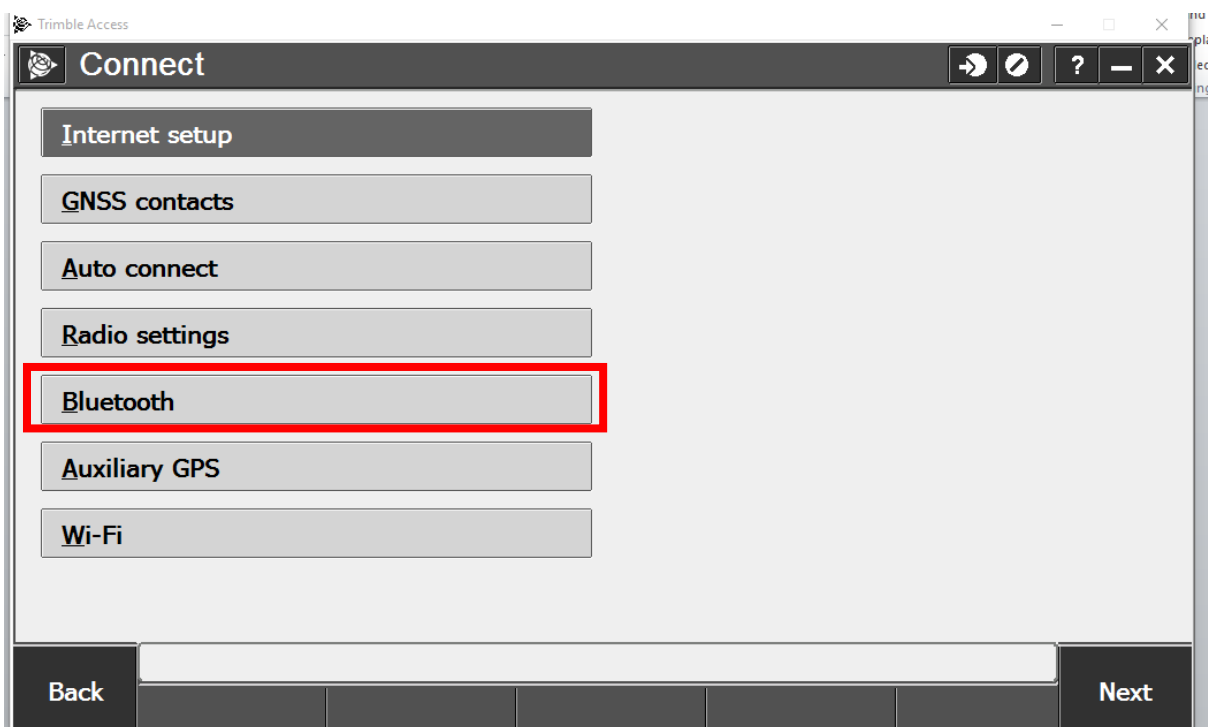 Trimble Access
Connect
?
Internet setup
GNSS contacts
Auto connect
Radio settings
Bluetooth
Auxiliary GPS
Wi-Fi
Back
Next